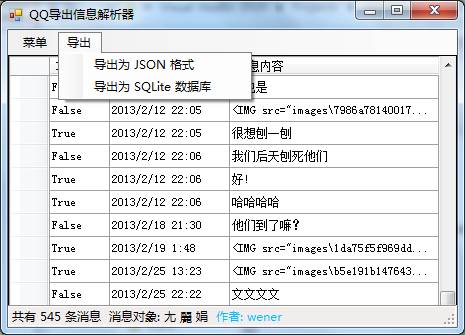 QQ导出信息解析器
菜单 导出
导出为 JSON 格式
导出为 SQLite 数据库
息内容
也是
False 2013/2/12 22:05 <IMG src="images\7986a78140017...
True 2013/2/12 22:05 很想刨一刨
False 2013/2/12 22:06 我们后天刨死他们
True 2013/2/12 22:06 好!
True 2013/2/12 22:06 哈哈哈哈
False 2013/2/18 21:30 他们到了嘛?
True 2013/2/19 1:48 <IMG src="images\1da75f5f969dd...
True 2013/2/25 13:23 <IMG src="images\b5e191b147643...
True 2013/2/25 22:22 文文文文
共有 545 条消息 消息对象: 尢 麗 娟 作者: wener